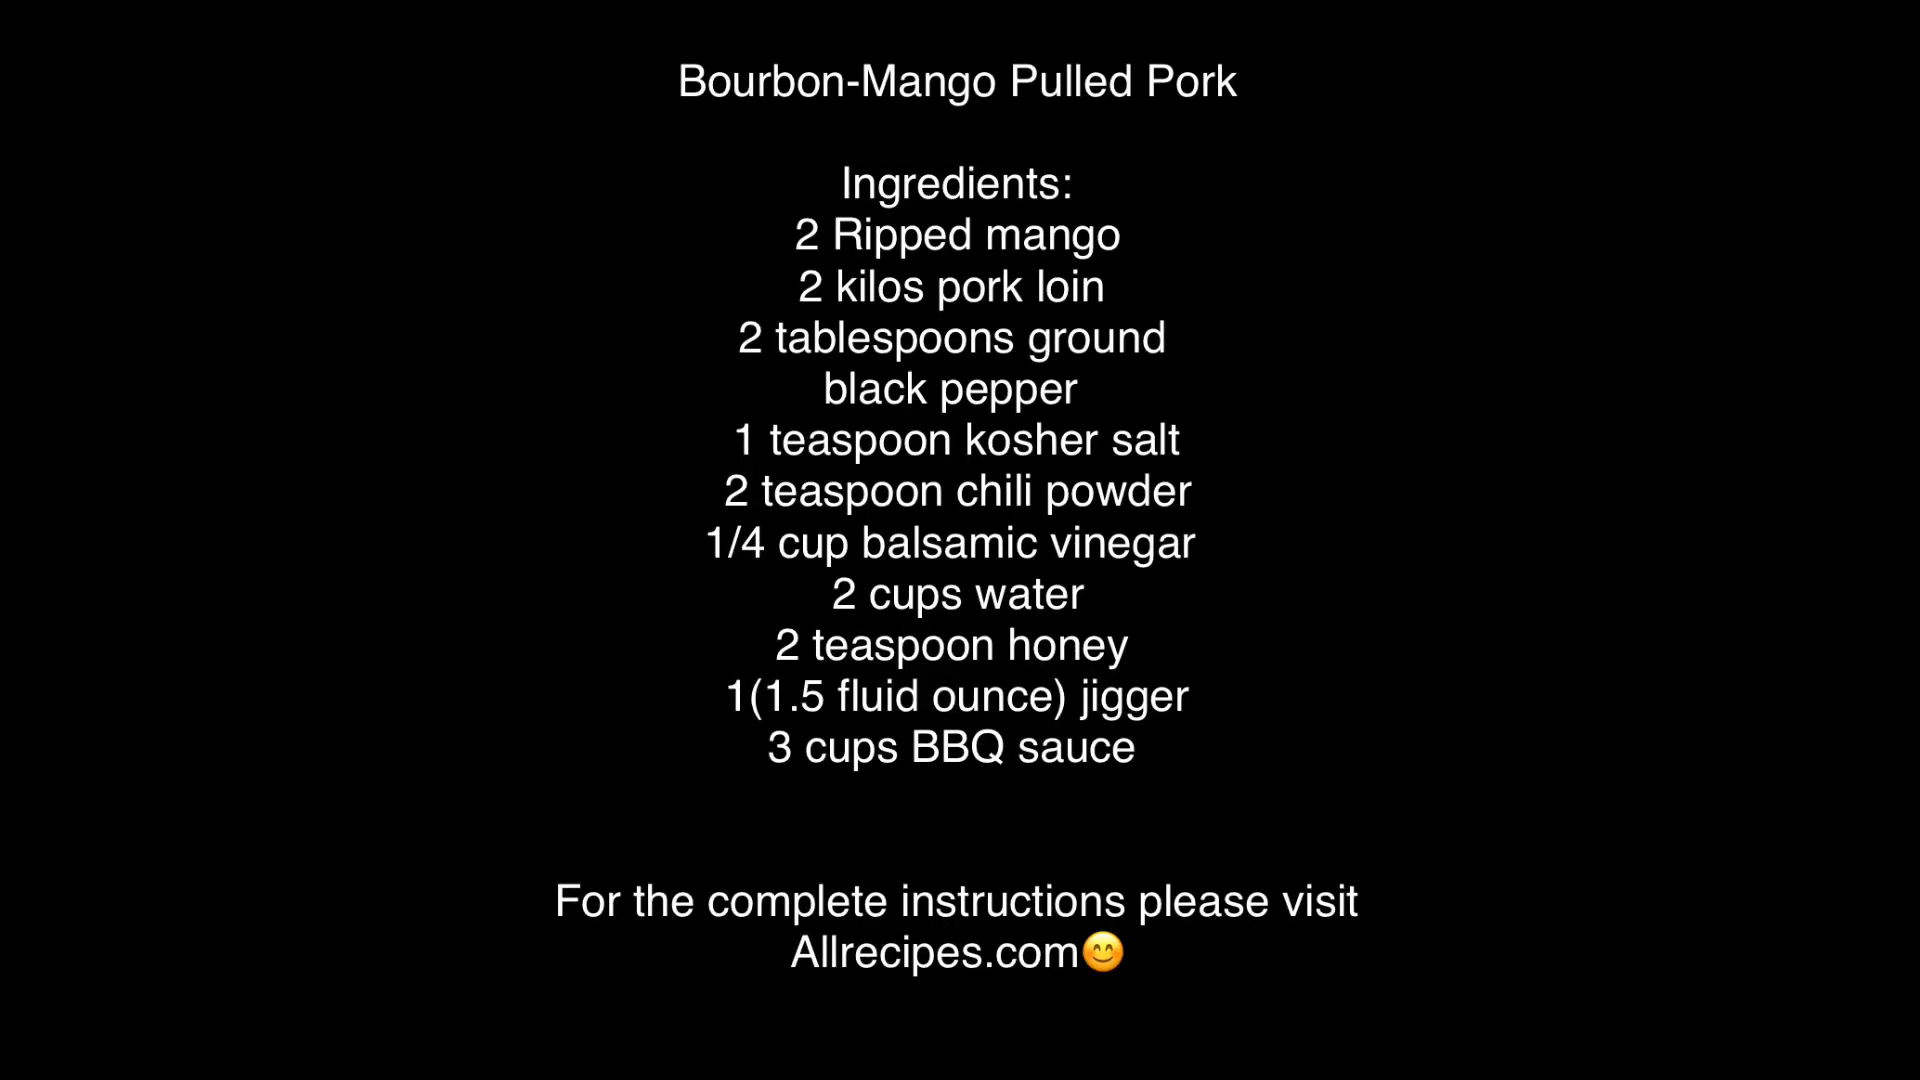 Bourbon-Mango Pulled Pork
Ingredients:
2 Ripped mango
2 kilos pork loin
2 tablespoons ground
black pepper
1 teaspoon kosher salt
2 teaspoon chili powder
1/4 cup balsamic vinegar
2 cups water
2 teaspoon honey
1(1.5 fluid ounce) jigger
3 cups BBQ sauce
For the complete instructions please visit
Allrecipes.com😊